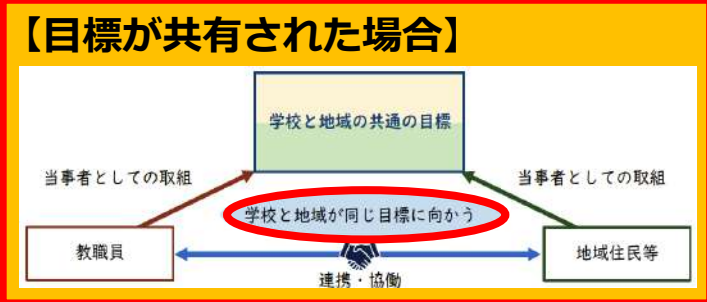 【目標が共有された場合】
学校と地域の共通の目標
当事者としての取組
当事者としての取組
学校と地域が同じ目標に向かう
教職員
地域住民等
連携・協働